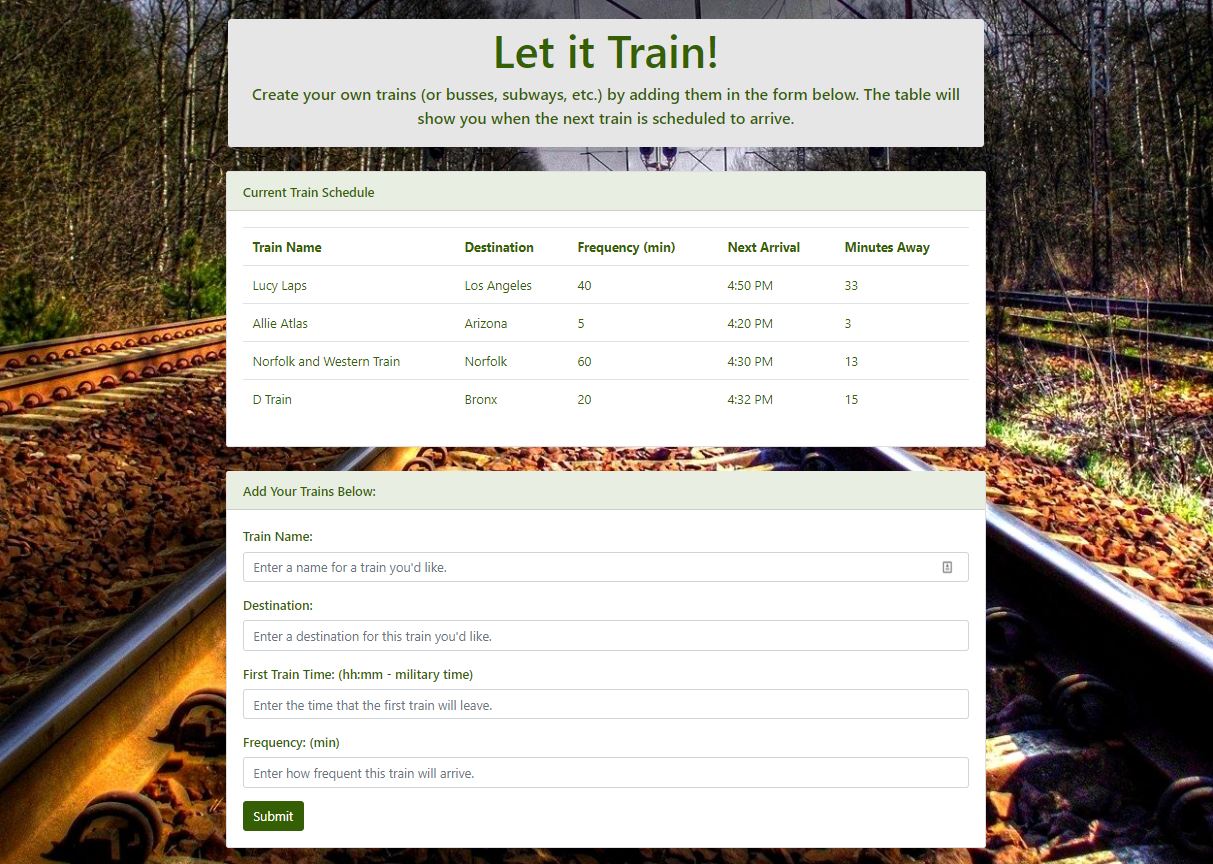 Let it Train!
Create your own trains (or busses, subways, etc.) by adding them in the form below. The table will
show you when the next train is scheduled to arrive.
Current Train Schedule
Train Name Destination Frequency (min) Next Arrival Minutes Away
Lucy Laps Los Angeles 40 4:50 PM 33
Allie Atlas Arizona 5 4:20 PM 3
Norfolk and Western Train Norfolk 60 4:30 PM 13
D Train Bronx 20 4:32 PM 15
Add Your Trains Below:
Train Name:
Enter a name for a train you'd like.
Destination:
Enter a destination for this train you'd like.
First Train Time: (hh:mm - military time)
Enter the time that the first train will leave.
Frequency: (min)
Enter how frequent this train will arrive.
Submit